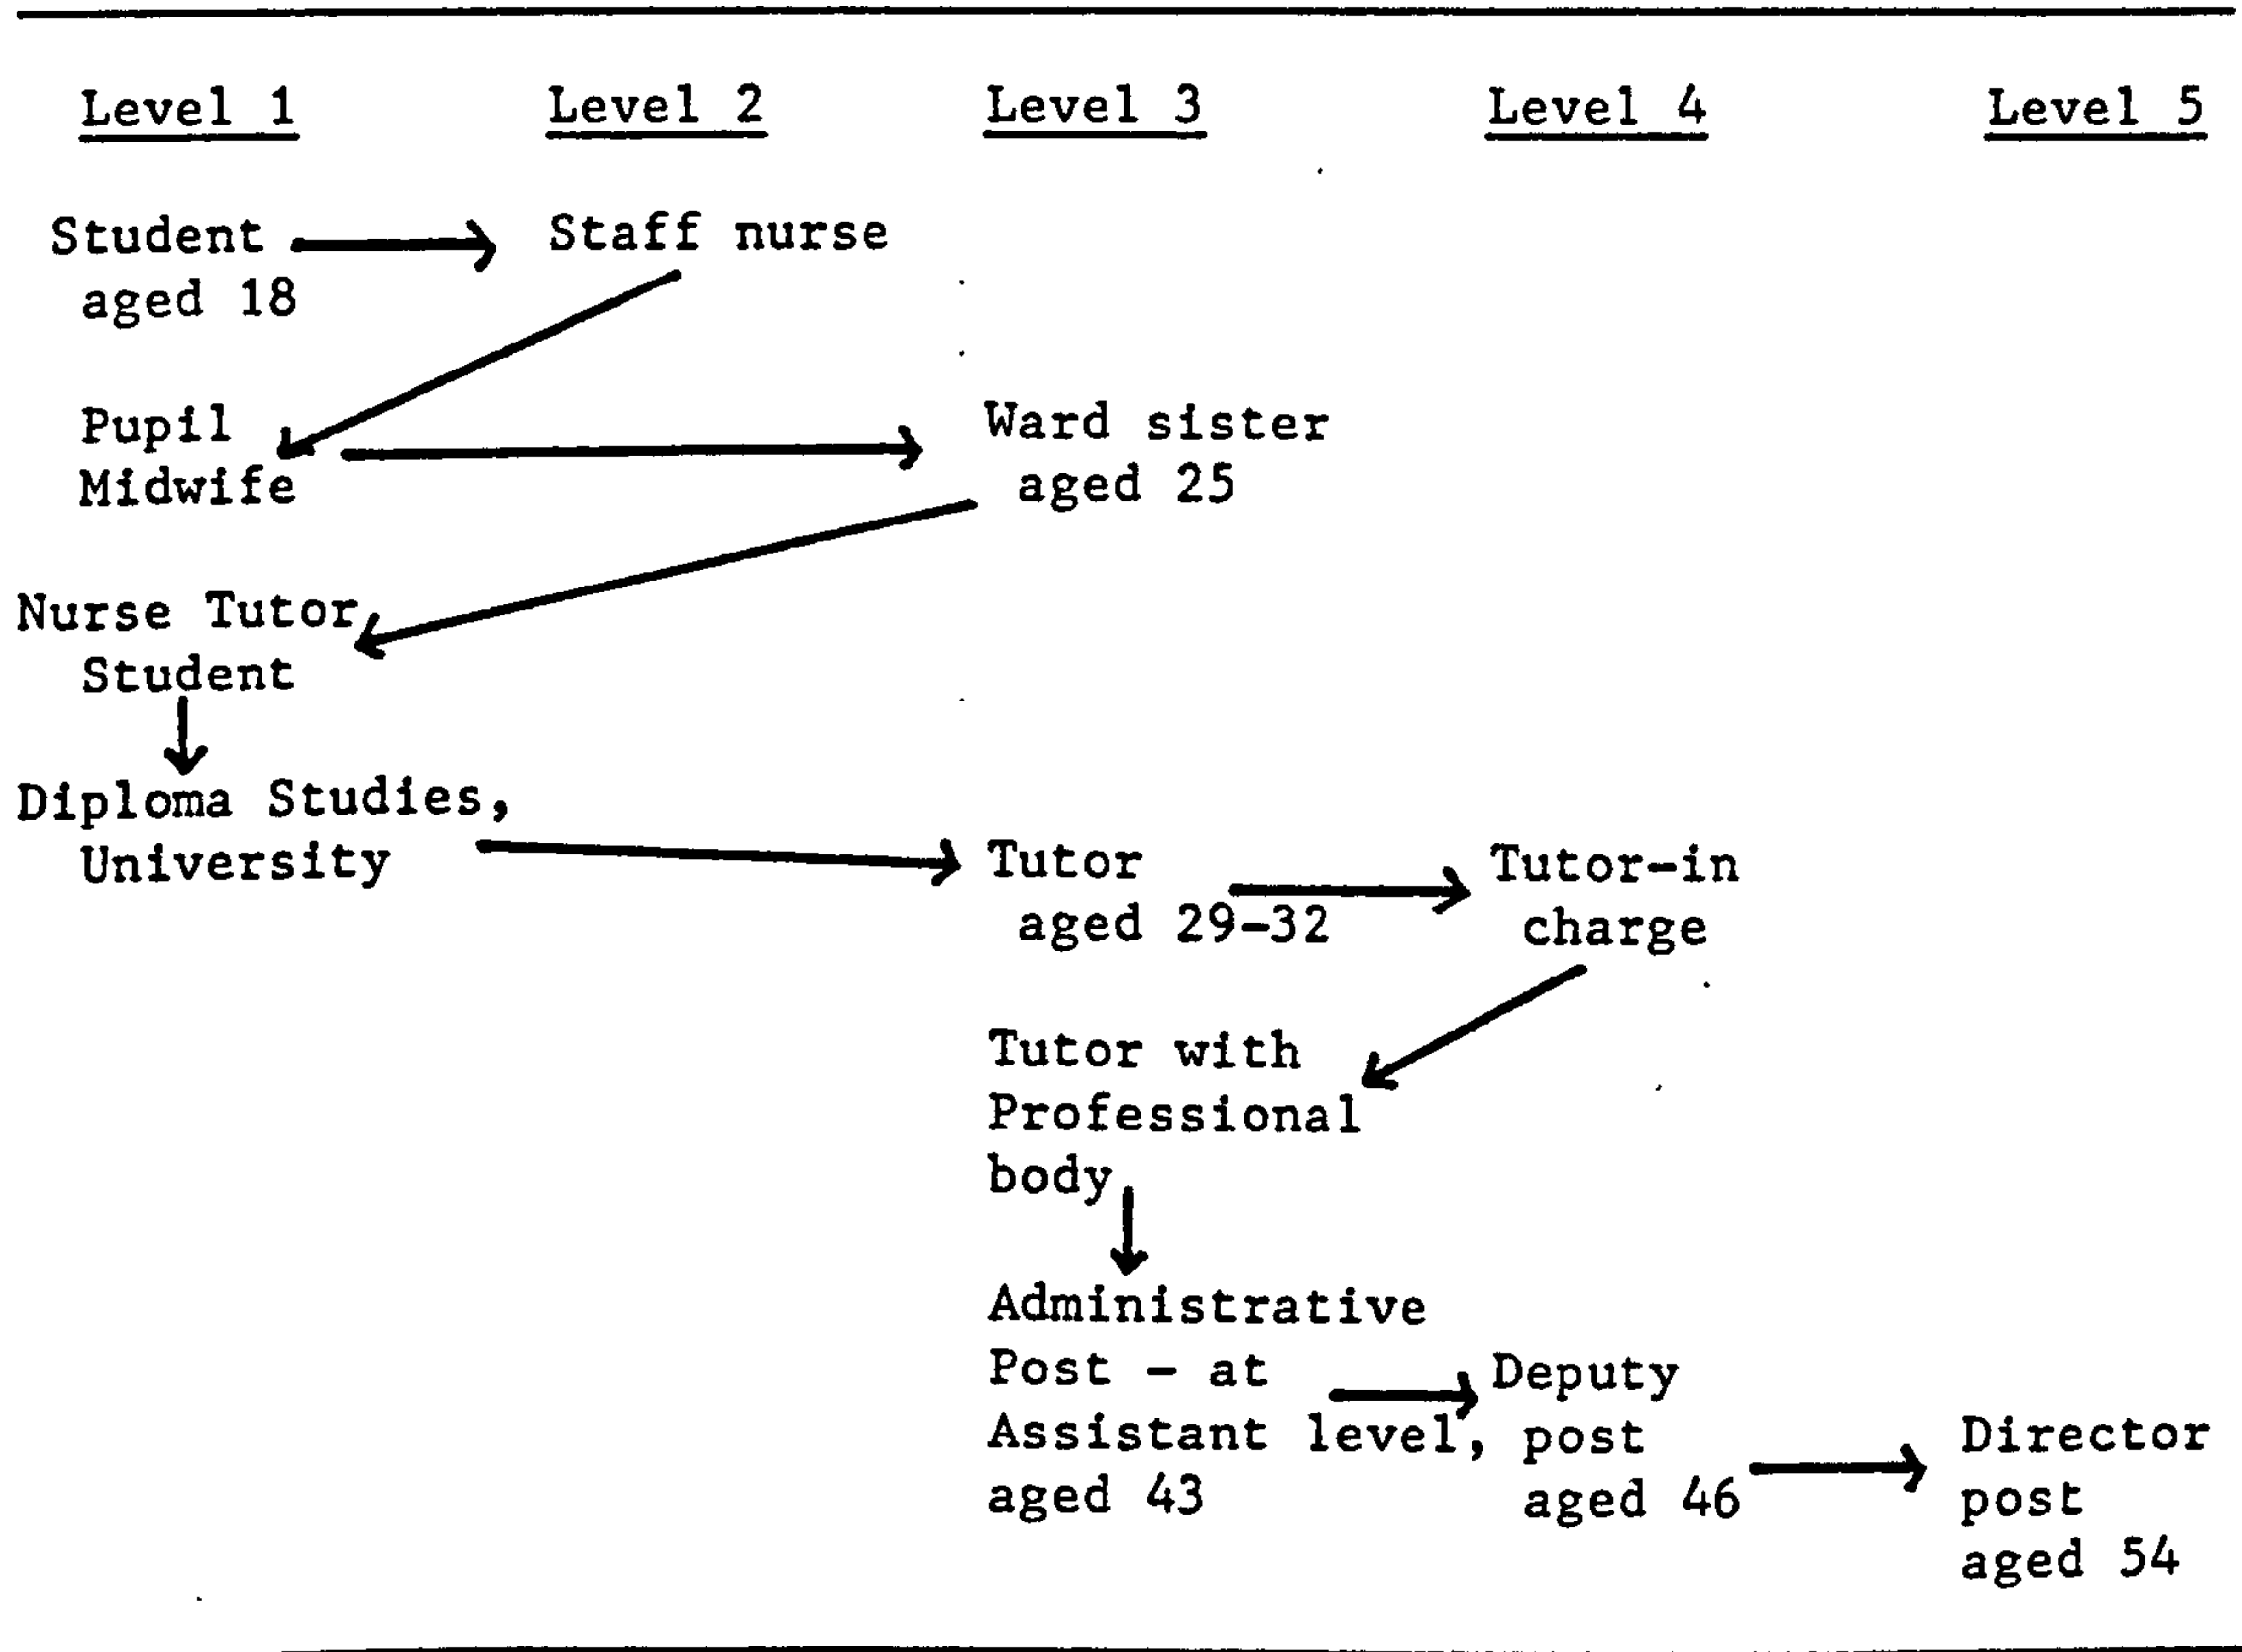 Level 1 Level 2 Level 3 Level 4 Level 5
Student Staff nurse
aged 18
Pupil Ward sister
Midwife aged 25
Nurse Tutor
Student
Diploma Studies,
University Tutor Tutor-in
aged 29-32 charge
Tutor with
Professional
body
Administrative
Post - at Deputy
Assistant level, post Director
aged 43 aged 46 post
aged 54